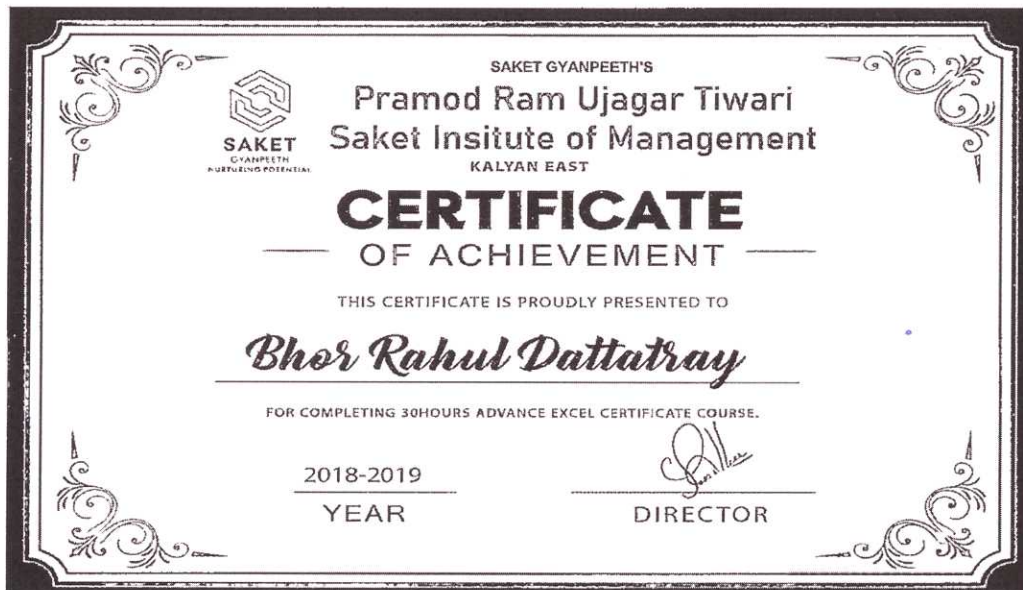 SAKET GYANPEETH'S
Pramod Ram Ujagar Tiwari
Saket Insitute of Management
KALYAN EAST
SAKET
GYANPEETH
NURTURING POTENTIAL
CERTIFICATE
OF ACHIEVEMENT
THIS CERTIFICATE IS PROUDLY PRESENTED TO
Bhor Rahul Dattatray
FOR COMPLETING 30HOURS ADVANCE EXCEL CERTIFICATE COURSE.
2018-2019
YEAR
DIRECTOR